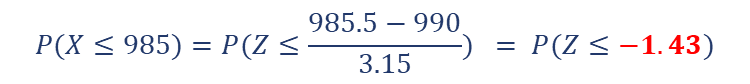 P(X ≤ 985) = P(Z ≤ (985.5 − 990)/3.15) = P(Z ≤ −1.43)